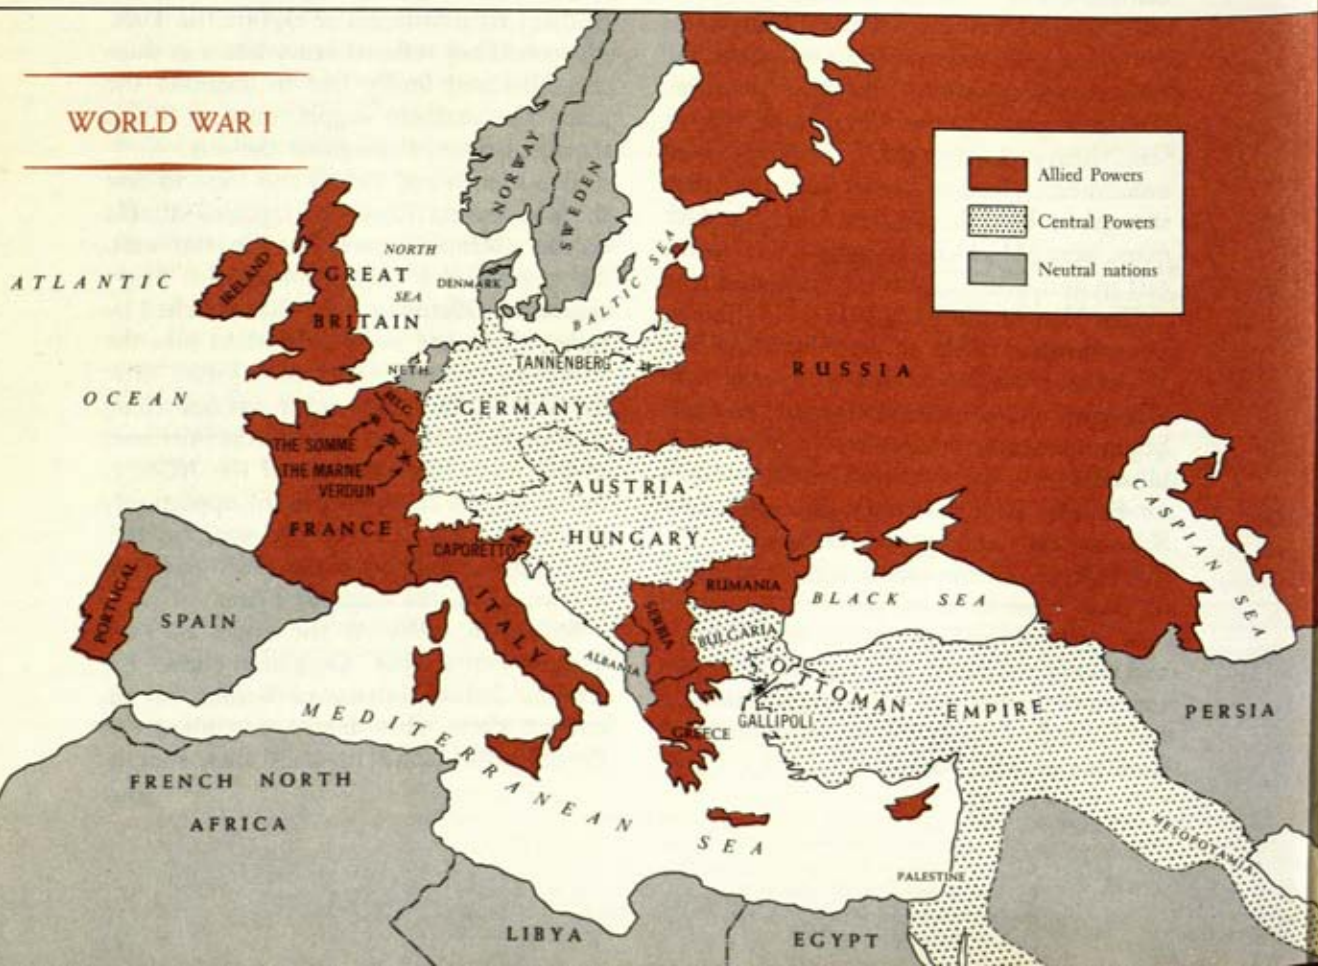 WORLD WAR I
Allied Powers
Central Powers
Neutral nations
NORWAY
SWEDEN
NORTH
SEA
ATLANTIC
OCEAN
IRELAND
GREAT
BRITAIN
DENMARK
BALTIC SEA
NETH.
TANNENBERG
RUSSIA
GERMANY
THE SOMME
THE MARNE
VERDUN
AUSTRIA
HUNGARY
FRANCE
CAPORETTO
CASPIAN SEA
PORTUGAL
SPAIN
ITALY
SERBIA
RUMANIA
BLACK SEA
BULGARIA
ALBANIA
OTTOMAN EMPIRE
GALLIPOLI
GREECE
PERSIA
MEDITERRANEAN SEA
FRENCH NORTH
AFRICA
MESOPOTAMIA
PALESTINE
LIBYA
EGYPT